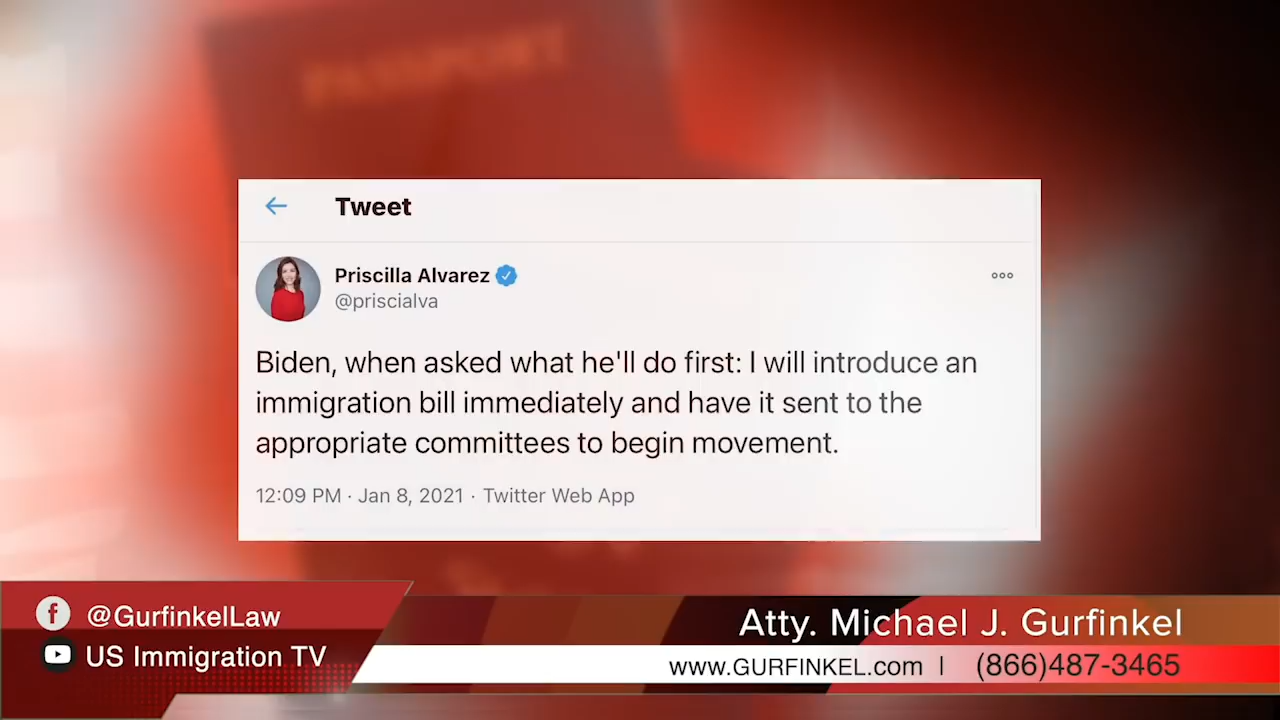 PASSPORT
Tweet
Priscilla Alvarez
@priscialva
Biden, when asked what he'll do first: I will introduce an
immigration bill immediately and have it sent to the
appropriate committees to begin movement.
12:09 PM · Jan 8, 2021 · Twitter Web App
@GurfinkelLaw
US Immigration TV
Atty. Michael J. Gurfinkel
www.GURFINKEL.com | (866)487-3465